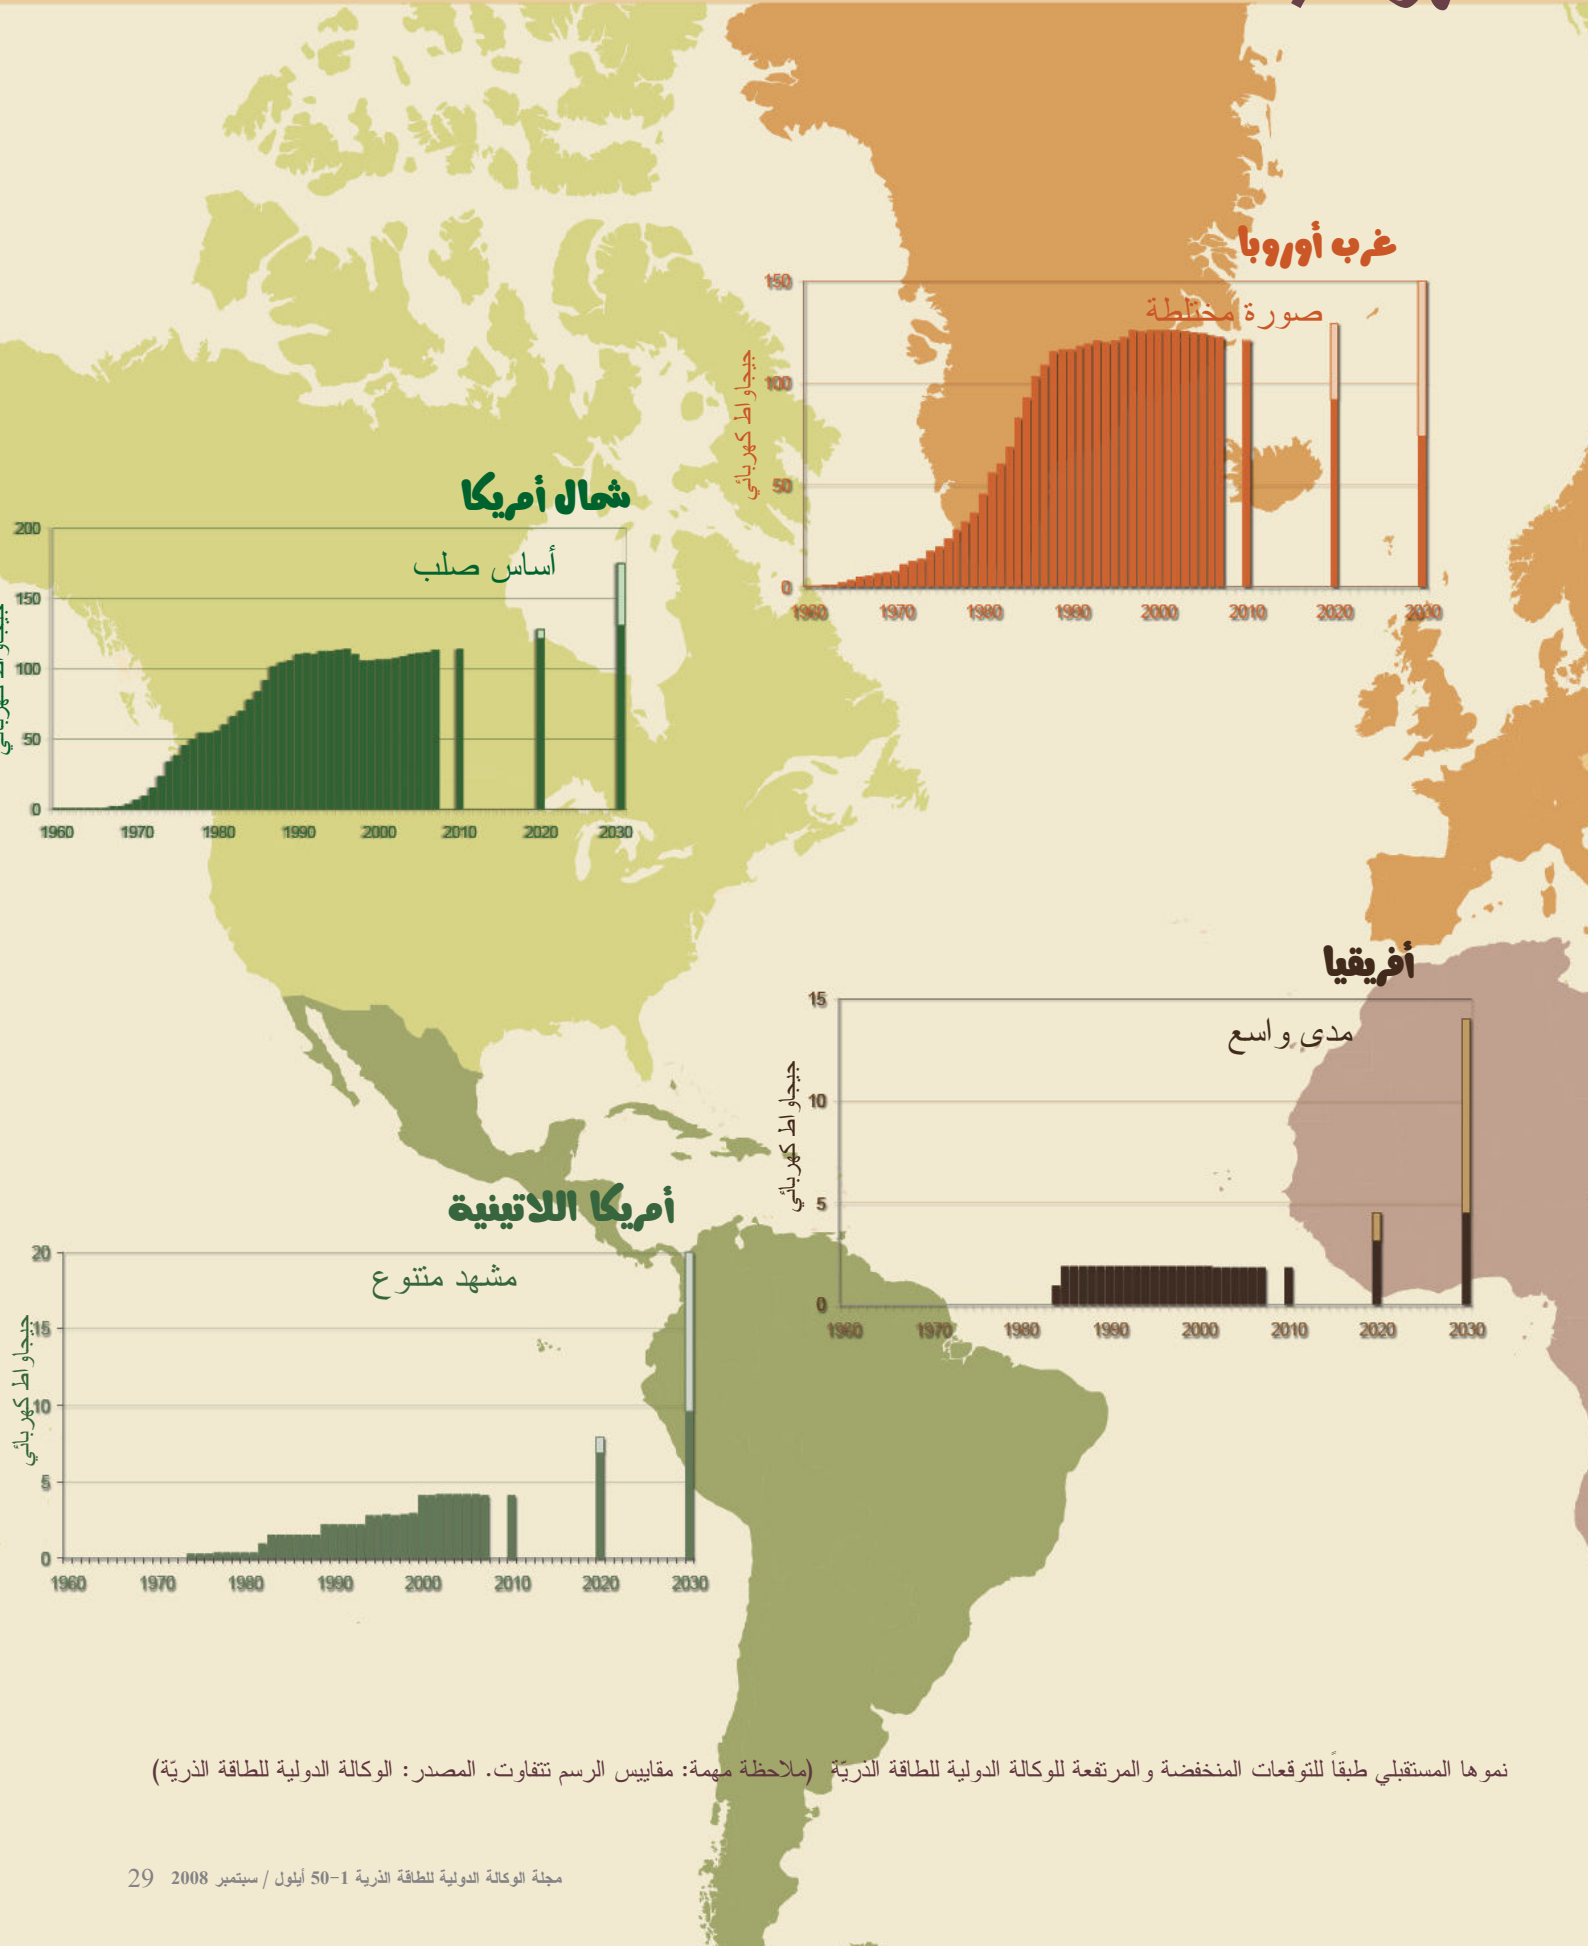 غرب أوروبا
صورة مختلطة
جيجاواط كهربائي
150
100
50
0
1960 1970 1980 1990 2000 2010 2020 2030
شمال أمريكا
أساس صلب
جيجاواط كهربائي
200
150
100
50
0
1960 1970 1980 1990 2000 2010 2020 2030
أفريقيا
مدى واسع
جيجاواط كهربائي
15
10
5
0
1960 1970 1980 1990 2000 2010 2020 2030
أمريكا اللاتينية
مشهد متنوع
جيجاواط كهربائي
20
15
10
5
0
1960 1970 1980 1990 2000 2010 2020 2030
نموها المستقبلي طبقاً للتوقعات المنخفضة والمرتفعة للوكالة الدولية للطاقة الذريّة (ملاحظة مهمة: مقاييس الرسم تتفاوت. المصدر: الوكالة الدولية للطاقة الذريّة)
مجلة الوكالة الدولية للطاقة الذرية 1-50 أيلول / سبتمبر 2008 29